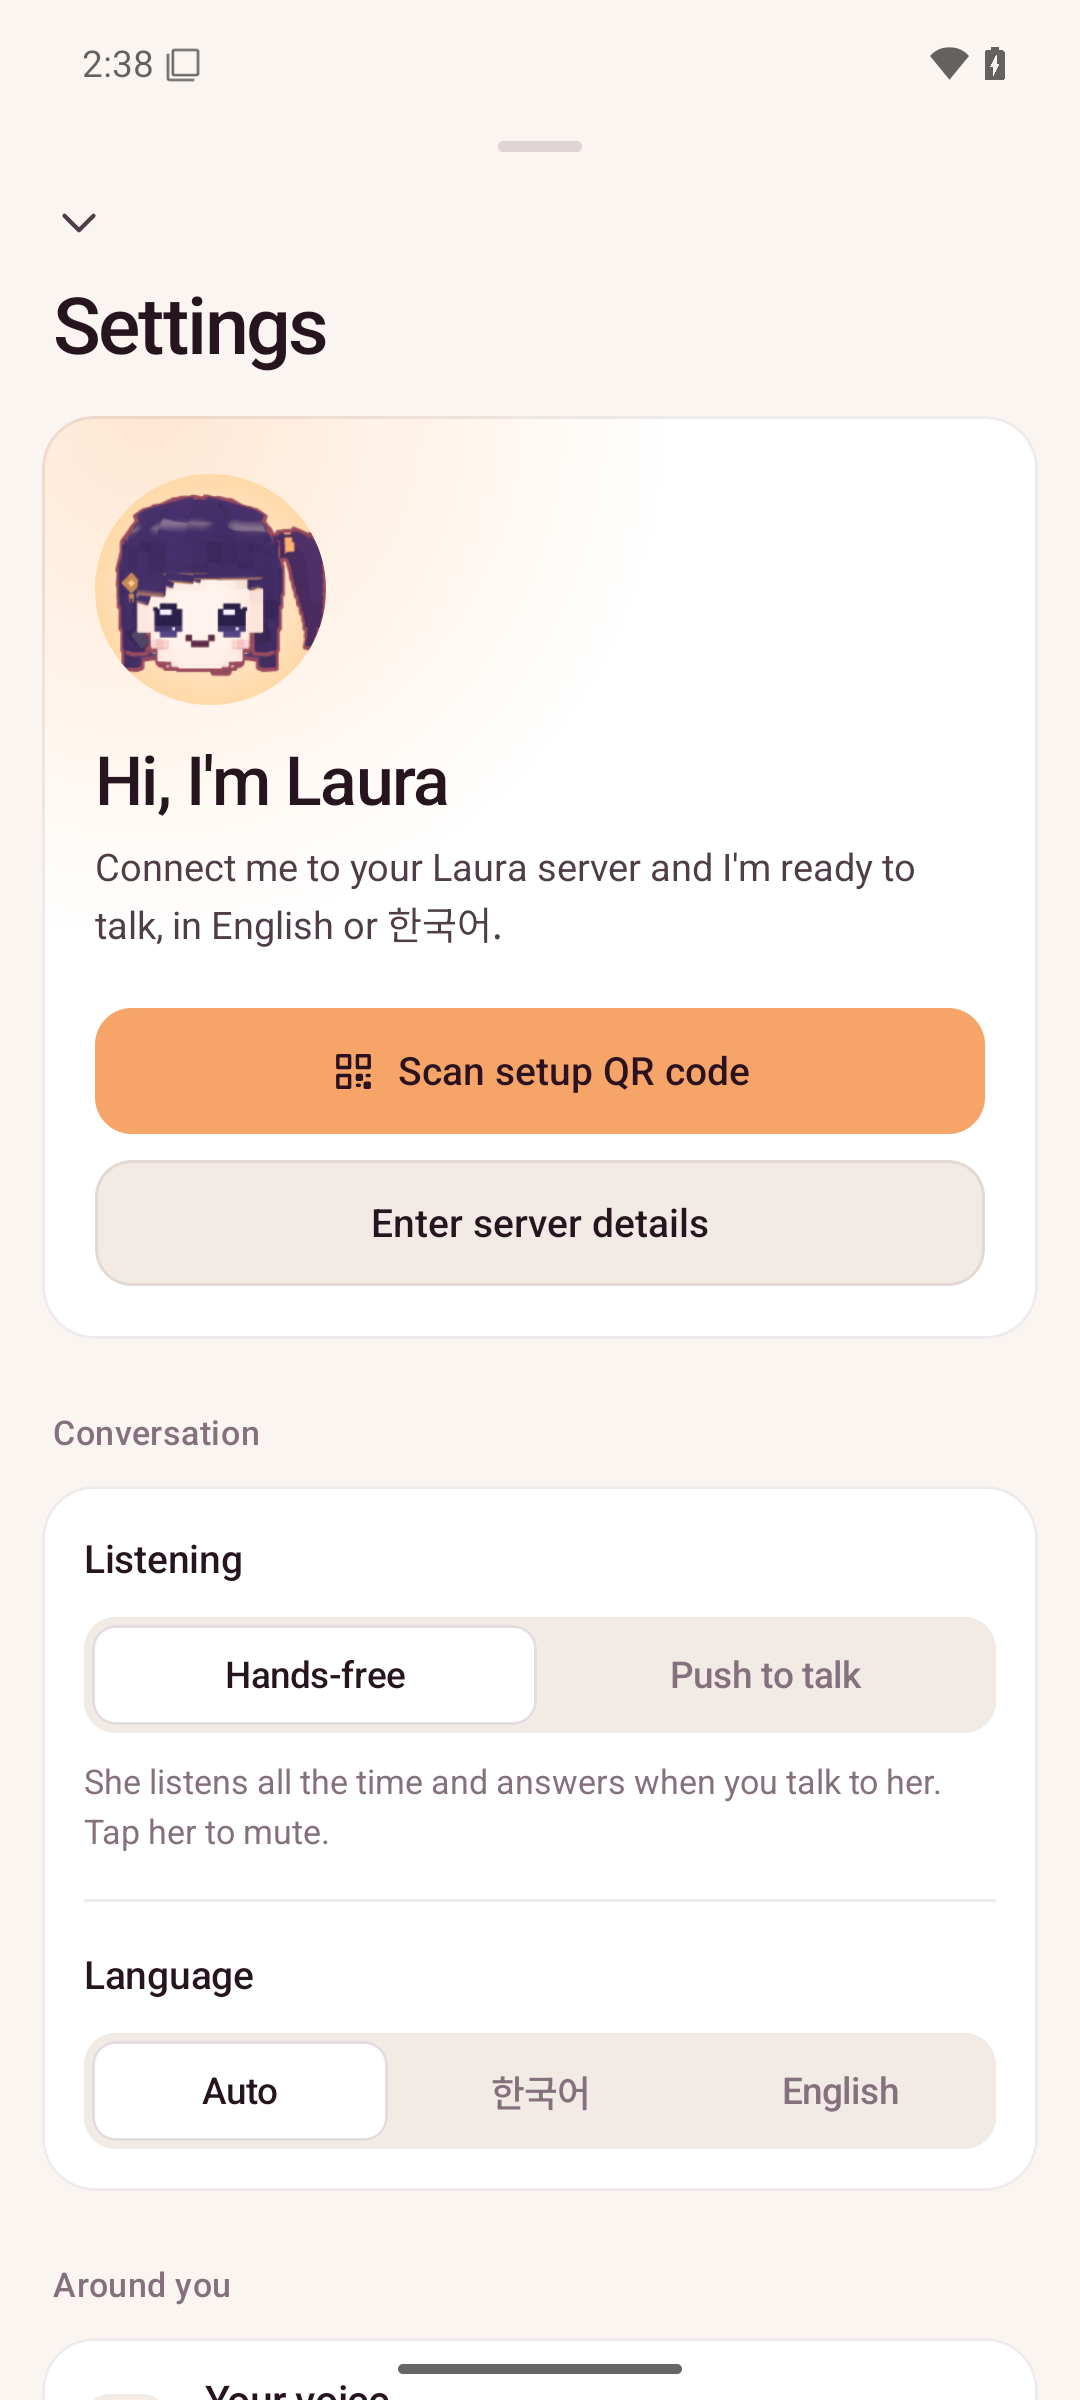 2:38
Settings
Hi, I'm Laura
Connect me to your Laura server and I'm ready to
talk, in English or 한국어.
Scan setup QR code
Enter server details
Conversation
Listening
Hands-free
Push to talk
She listens all the time and answers when you talk to her.
Tap her to mute.
Language
Auto
한국어
English
Around you
Your voice